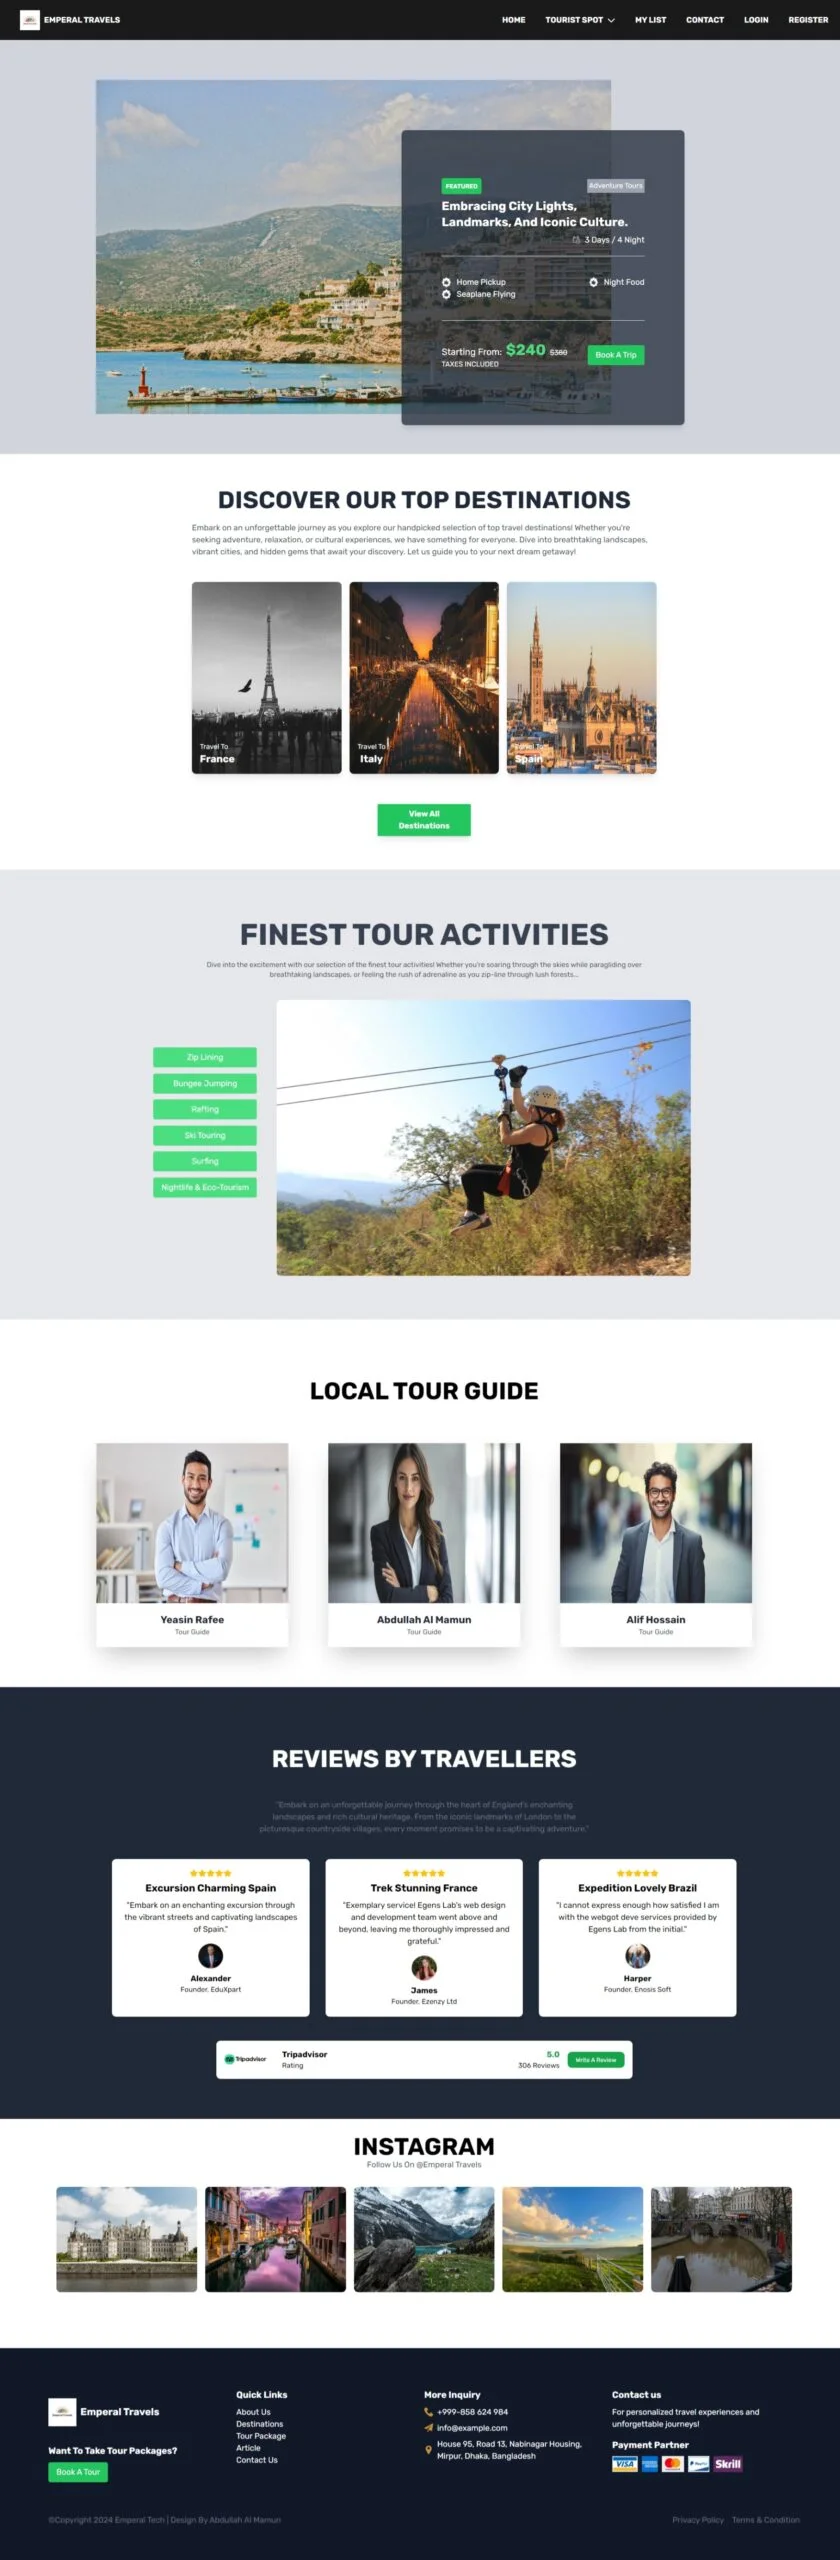 EMPERAL TRAVELS
HOME TOURIST SPOT MY LIST CONTACT LOGIN REGISTER
FEATURED
Adventure Tours
Embracing City Lights,
Landmarks, And Iconic Culture.
3 Days / 4 Night
Home Pickup
Night Food
Seaplane Flying
Starting From: $240 $380
TAXES INCLUDED
Book A Trip
DISCOVER OUR TOP DESTINATIONS
Embark on an unforgettable journey as you explore our handpicked selection of top travel destinations! Whether you're
seeking adventure, relaxation, or cultural experiences, we have something for everyone. Dive into breathtaking landscapes,
vibrant cities, and hidden gems that await your discovery. Let us guide you to your next dream getaway!
Travel To
France
Travel To
Italy
Travel To
Spain
View All
Destinations
FINEST TOUR ACTIVITIES
Dive into the excitement with our selection of the finest tour activities! Whether you're soaring through the skies while paragliding over
breathtaking landscapes, or feeling the rush of adrenaline as you zip-line through lush forests...
Zip Lining
Bungee Jumping
Rafting
Ski Touring
Surfing
Nightlife & Eco-Tourism
LOCAL TOUR GUIDE
Yeasin Rafee
Tour Guide
Abdullah Al Mamun
Tour Guide
Alif Hossain
Tour Guide
REVIEWS BY TRAVELLERS
"Embark on an unforgettable journey through the heart of England's enchanting
landscapes and rich cultural heritage. From the iconic landmarks of London to the
picturesque countryside villages, every moment promises to be a captivating adventure."
Excursion Charming Spain
"Embark on an enchanting excursion through
the vibrant streets and captivating landscapes
of Spain."
Alexander
Founder, EduXpart
Trek Stunning France
"Exemplary service! Egens Lab's web design
and development team went above and
beyond, leaving me thoroughly impressed and
grateful."
James
Founder, Ezenzy Ltd
Expedition Lovely Brazil
"I cannot express enough how satisfied I am
with the webgot deve services provided by
Egens Lab from the initial."
Harper
Founder, Enosis Soft
Tripadvisor
Tripadvisor
Rating
5.0
306 Reviews
Write A Review
INSTAGRAM
Follow Us On @Emperal Travels
Emperal Travels
Want To Take Tour Packages?
Book A Tour
Quick Links
About Us
Destinations
Tour Package
Article
Contact Us
More Inquiry
+999-858 624 984
info@example.com
House 95, Road 13, Nabinagar Housing,
Mirpur, Dhaka, Bangladesh
Contact us
For personalized travel experiences and
unforgettable journeys!
Payment Partner
VISA
PayPal
Skrill
©Copyright 2024 Emperal Tech | Design By Abdullah Al Mamun
Privacy Policy Terms & Condition